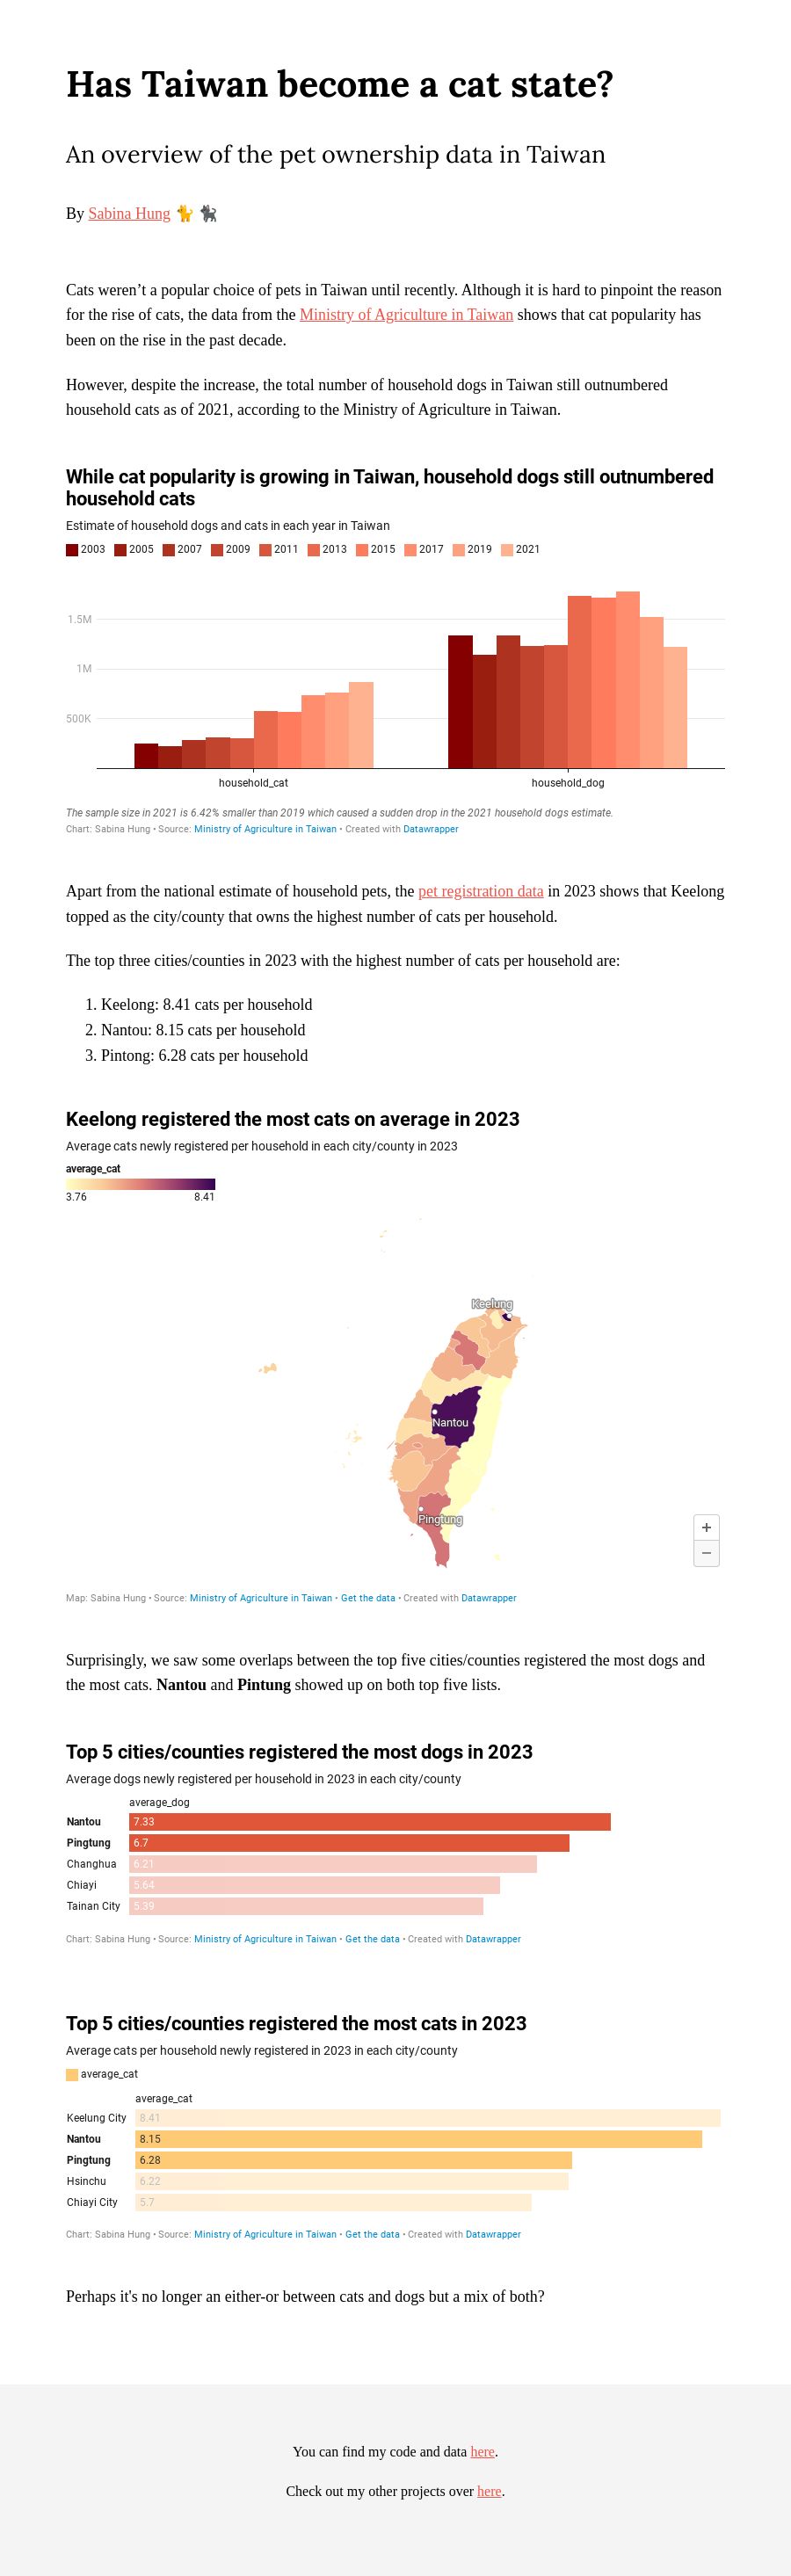 Has Taiwan become a cat state?
An overview of the pet ownership data in Taiwan
By Sabina Hung 🐈 🐈‍⬛
Cats weren’t a popular choice of pets in Taiwan until recently. Although it is hard to pinpoint the reason
for the rise of cats, the data from the Ministry of Agriculture in Taiwan shows that cat popularity has
been on the rise in the past decade.
However, despite the increase, the total number of household dogs in Taiwan still outnumbered
household cats as of 2021, according to the Ministry of Agriculture in Taiwan.
While cat popularity is growing in Taiwan, household dogs still outnumbered
household cats
Estimate of household dogs and cats in each year in Taiwan
2003 2005 2007 2009 2011 2013 2015 2017 2019 2021
1.5M
1M
500K
household_cat household_dog
The sample size in 2021 is 6.42% smaller than 2019 which caused a sudden drop in the 2021 household dogs estimate.
Chart: Sabina Hung • Source: Ministry of Agriculture in Taiwan • Created with Datawrapper
Apart from the national estimate of household pets, the pet registration data in 2023 shows that Keelong
topped as the city/county that owns the highest number of cats per household.
The top three cities/counties in 2023 with the highest number of cats per household are:
1. Keelong: 8.41 cats per household
2. Nantou: 8.15 cats per household
3. Pintong: 6.28 cats per household
Keelong registered the most cats on average in 2023
Average cats newly registered per household in each city/county in 2023
average_cat
3.76 8.41
Keelung
Nantou
Pingtung
+
−
Map: Sabina Hung • Source: Ministry of Agriculture in Taiwan • Get the data • Created with Datawrapper
Surprisingly, we saw some overlaps between the top five cities/counties registered the most dogs and
the most cats. Nantou and Pintung showed up on both top five lists.
Top 5 cities/counties registered the most dogs in 2023
Average dogs newly registered per household in 2023 in each city/county
average_dog
Nantou 7.33
Pingtung 6.7
Changhua 6.21
Chiayi 5.64
Tainan City 5.39
Chart: Sabina Hung • Source: Ministry of Agriculture in Taiwan • Get the data • Created with Datawrapper
Top 5 cities/counties registered the most cats in 2023
Average cats per household newly registered in 2023 in each city/county
average_cat
average_cat
Keelung City 8.41
Nantou 8.15
Pingtung 6.28
Hsinchu 6.22
Chiayi City 5.7
Chart: Sabina Hung • Source: Ministry of Agriculture in Taiwan • Get the data • Created with Datawrapper
Perhaps it's no longer an either-or between cats and dogs but a mix of both?
You can find my code and data here.
Check out my other projects over here.